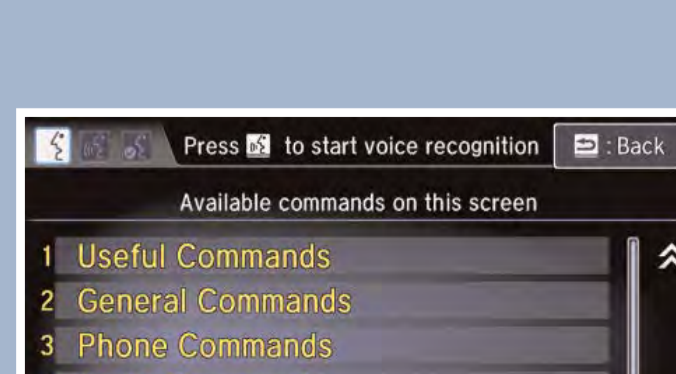 Press to start voice recognition : Back
Available commands on this screen
1 Useful Commands
2 General Commands
3 Phone Commands